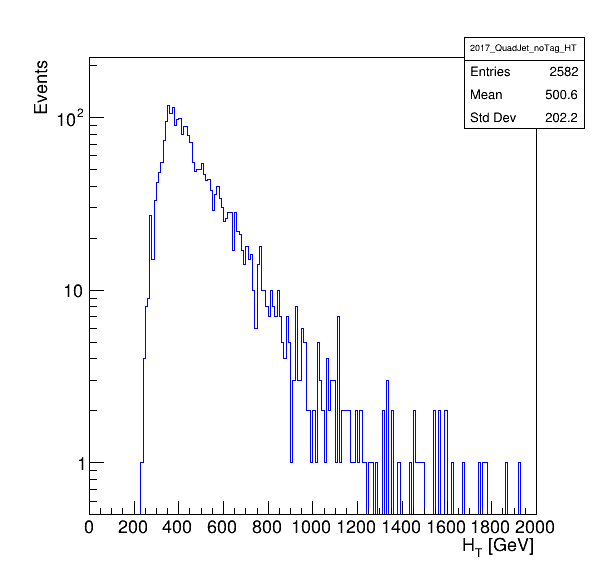 2017_QuadJet_noTag_HT
Entries 2582
Mean 500.6
Std Dev 202.2
Events
10²
10
1
0 200 400 600 800 1000 1200 1400 1600 1800 2000
H_T [GeV]